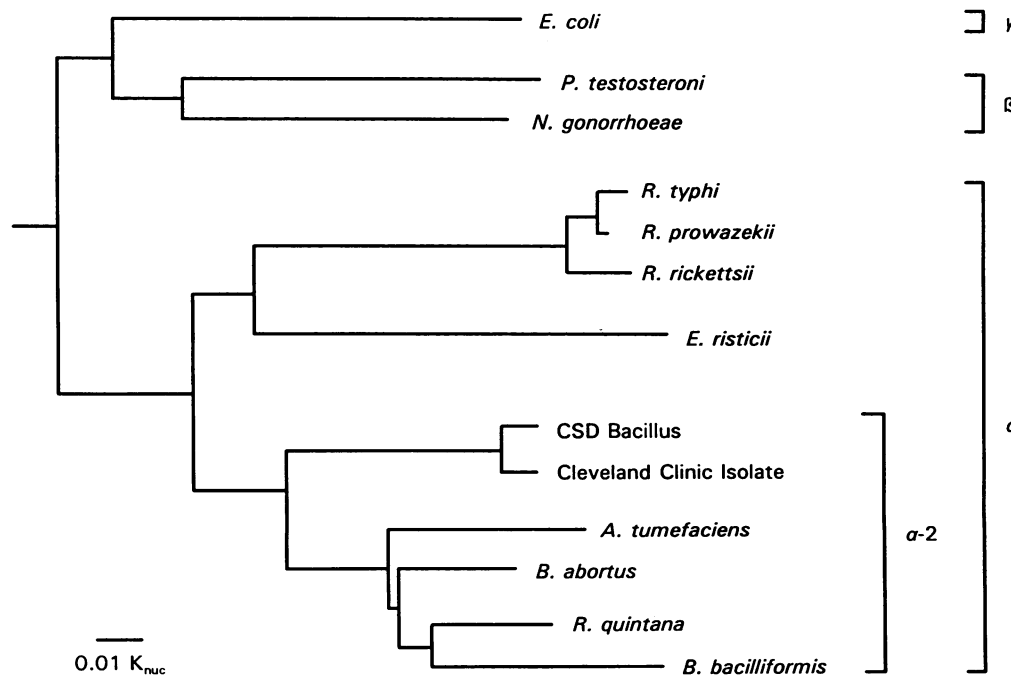 E. coli
P. testosteroni
N. gonorrhoeae
R. typhi
R. prowazekii
R. rickettsii
E. risticii
CSD Bacillus
Cleveland Clinic Isolate
A. tumefaciens
α-2
B. abortus
R. quintana
B. bacilliformis
0.01 Knuc